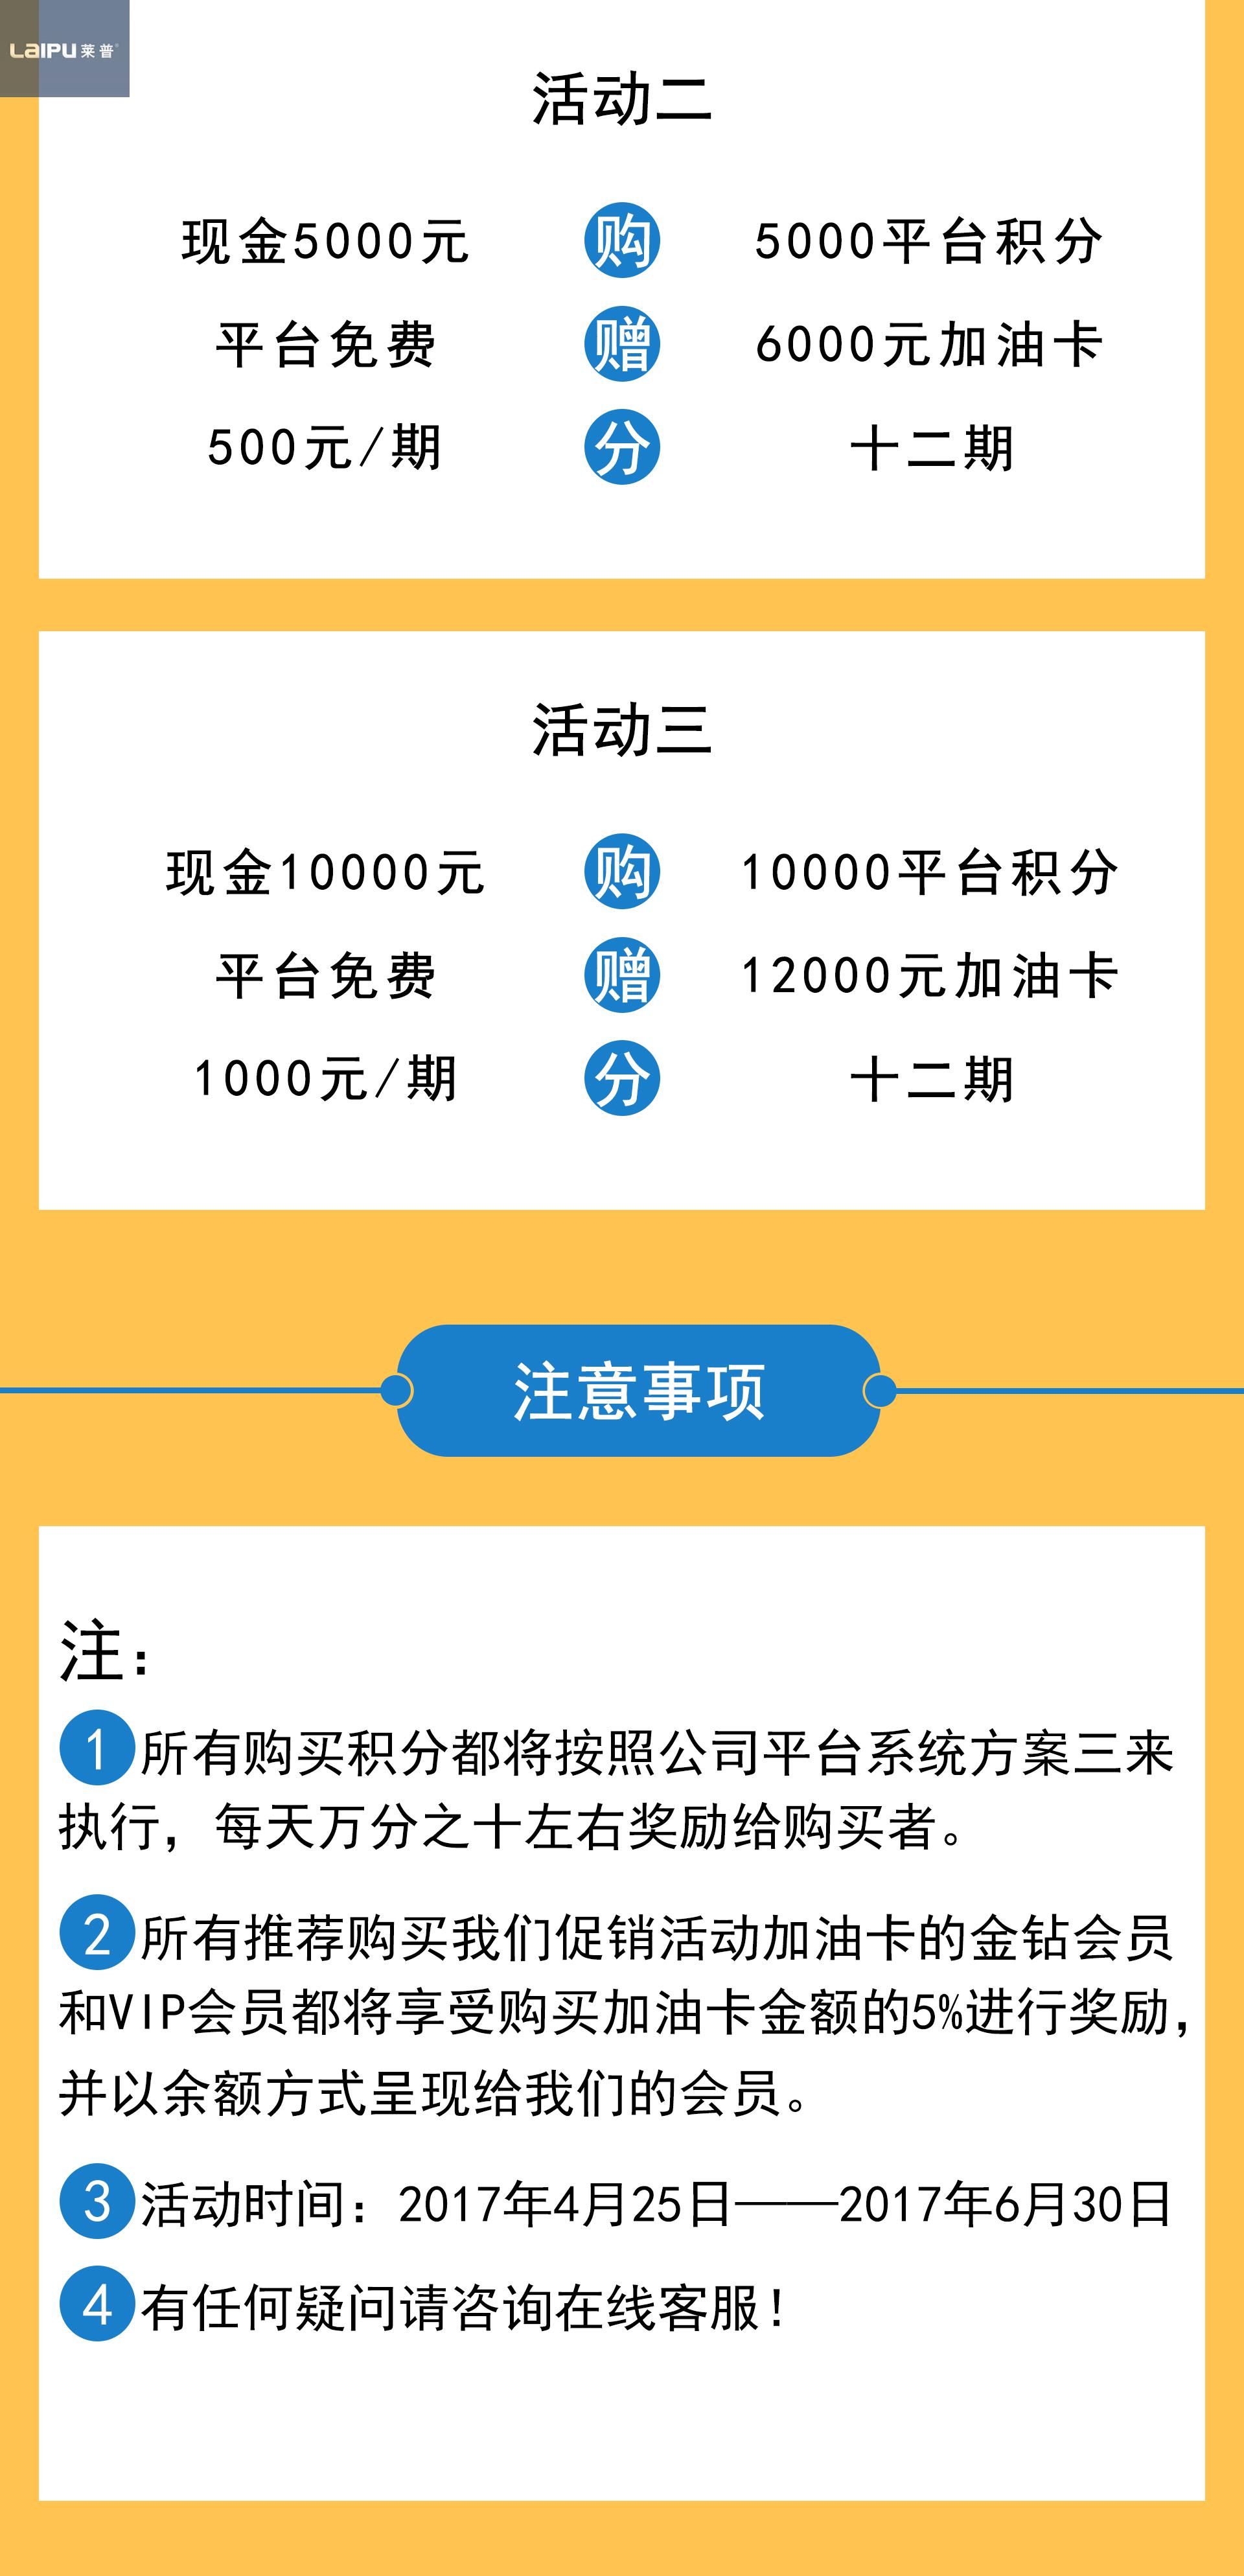 LAIPU莱普
活动二
现金5000元 购 5000平台积分
平台免费 赠 6000元加油卡
500元/期 分 十二期
活动三
现金10000元 购 10000平台积分
平台免费 赠 12000元加油卡
1000元/期 分 十二期
注意事项
注：
1 所有购买积分都将按照公司平台系统方案三来
执行，每天万分之十左右奖励给购买者。
2 所有推荐购买我们促销活动加油卡的金钻会员
和VIP会员都将享受购买加油卡金额的5%进行奖励，
并以余额方式呈现给我们的会员。
3 活动时间：2017年4月25日——2017年6月30日
4 有任何疑问请咨询在线客服！